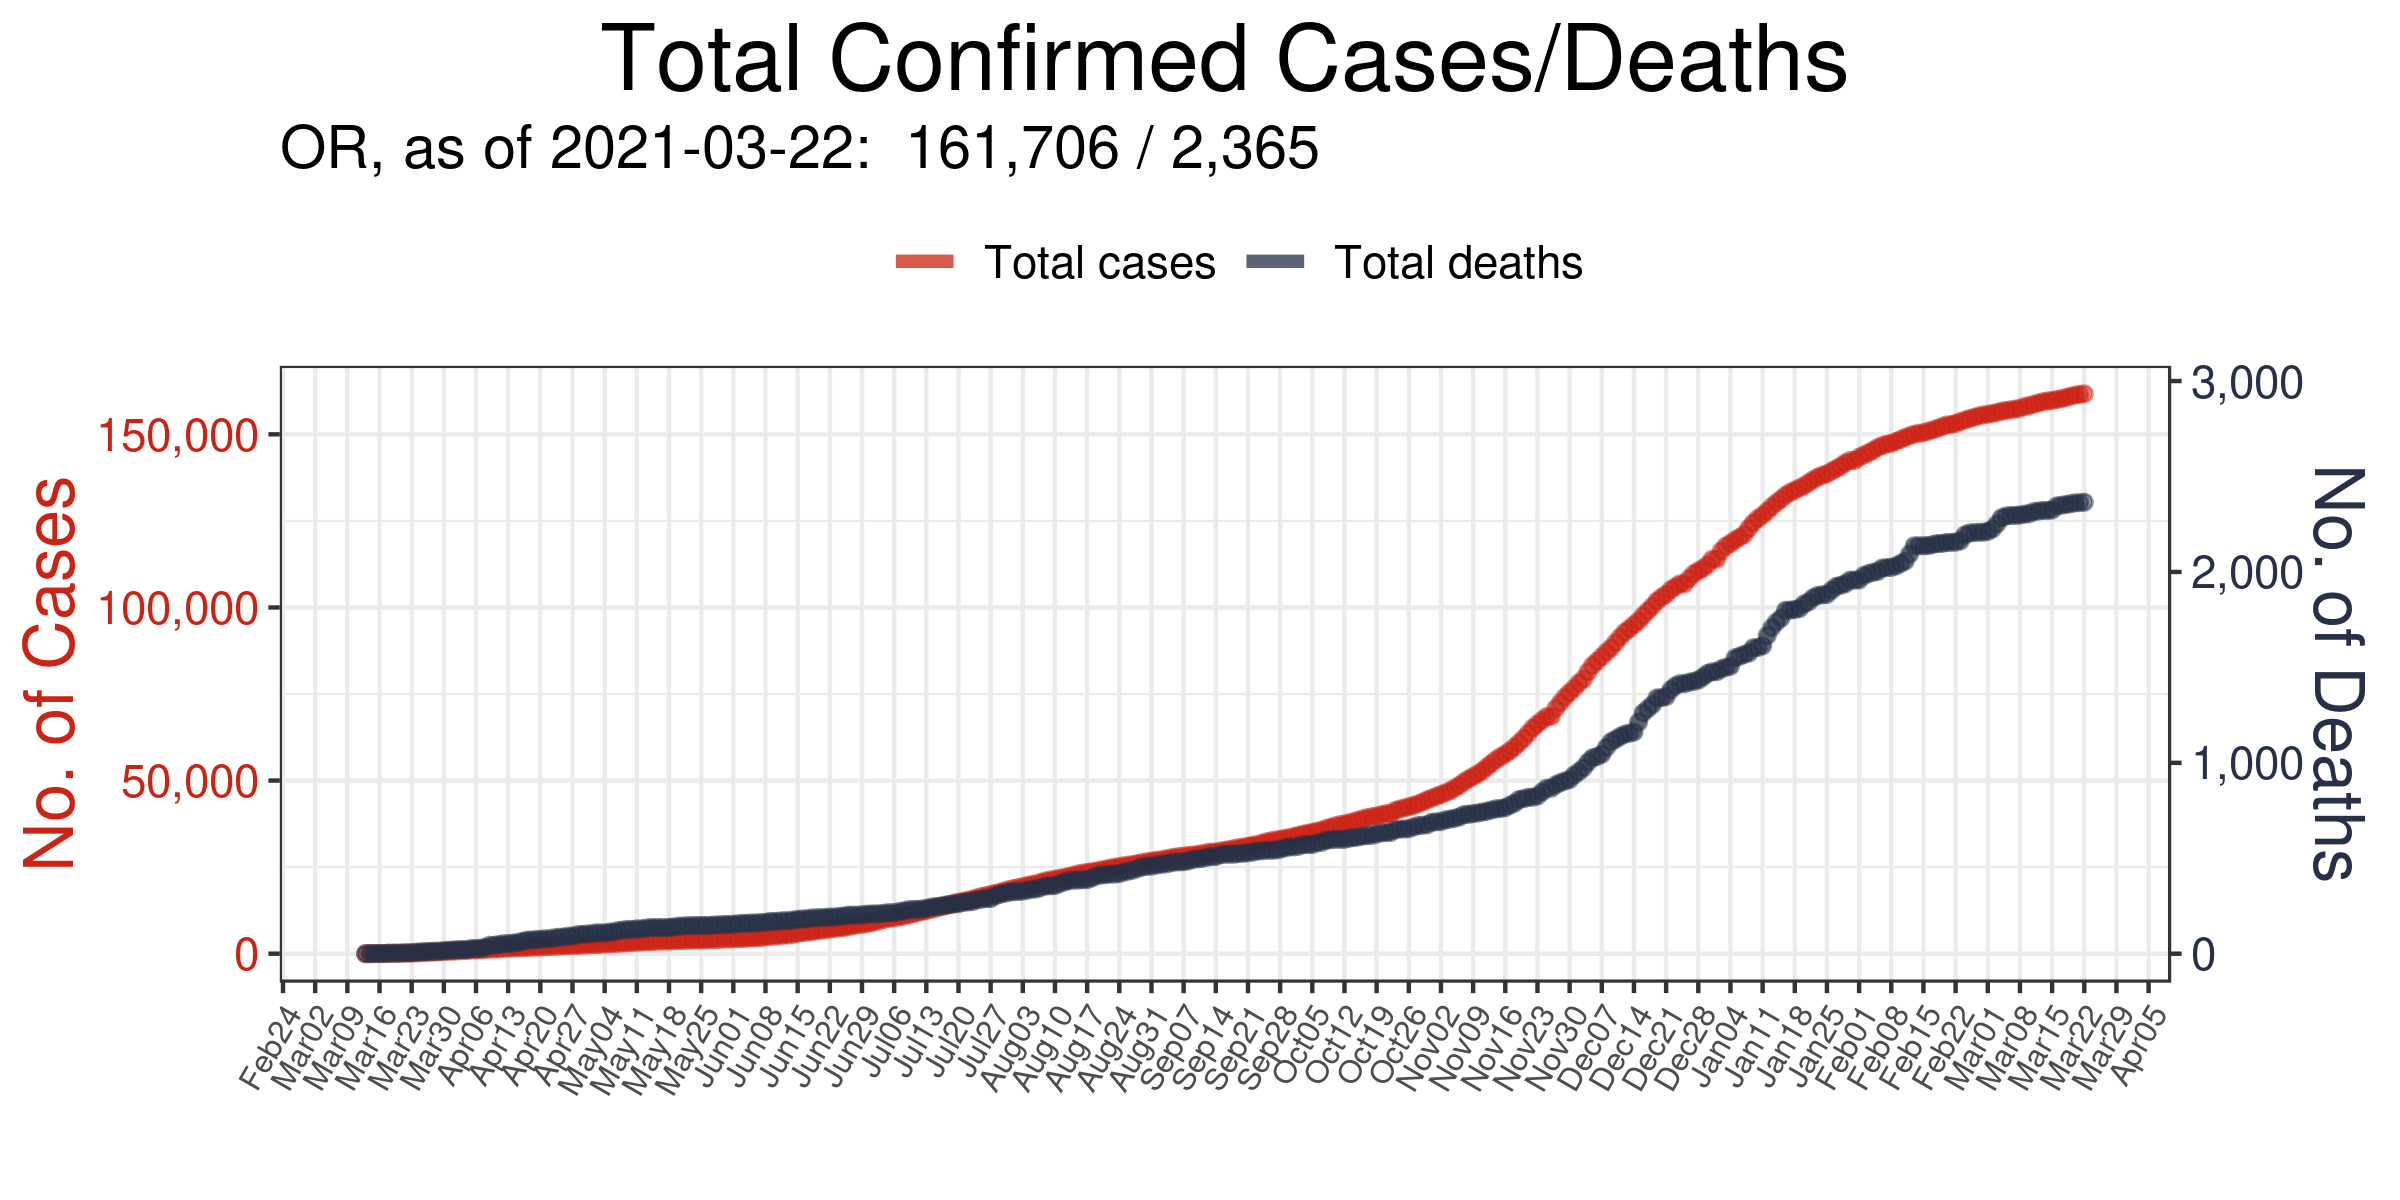 Total Confirmed Cases/Deaths
OR, as of 2021-03-22:  161,706 / 2,365
Total cases
Total deaths
No. of Cases
150,000
100,000
50,000
0
3,000
2,000
1,000
0
No. of Deaths
Feb24
Mar02
Mar09
Mar16
Mar23
Mar30
Apr06
Apr13
Apr20
Apr27
May04
May11
May18
May25
Jun01
Jun08
Jun15
Jun22
Jun29
Jul06
Jul13
Jul20
Jul27
Aug03
Aug10
Aug17
Aug24
Aug31
Sep07
Sep14
Sep21
Sep28
Oct05
Oct12
Oct19
Oct26
Nov02
Nov09
Nov16
Nov23
Nov30
Dec07
Dec14
Dec21
Dec28
Jan04
Jan11
Jan18
Jan25
Feb01
Feb08
Feb15
Feb22
Mar01
Mar08
Mar15
Mar22
Mar29
Apr05